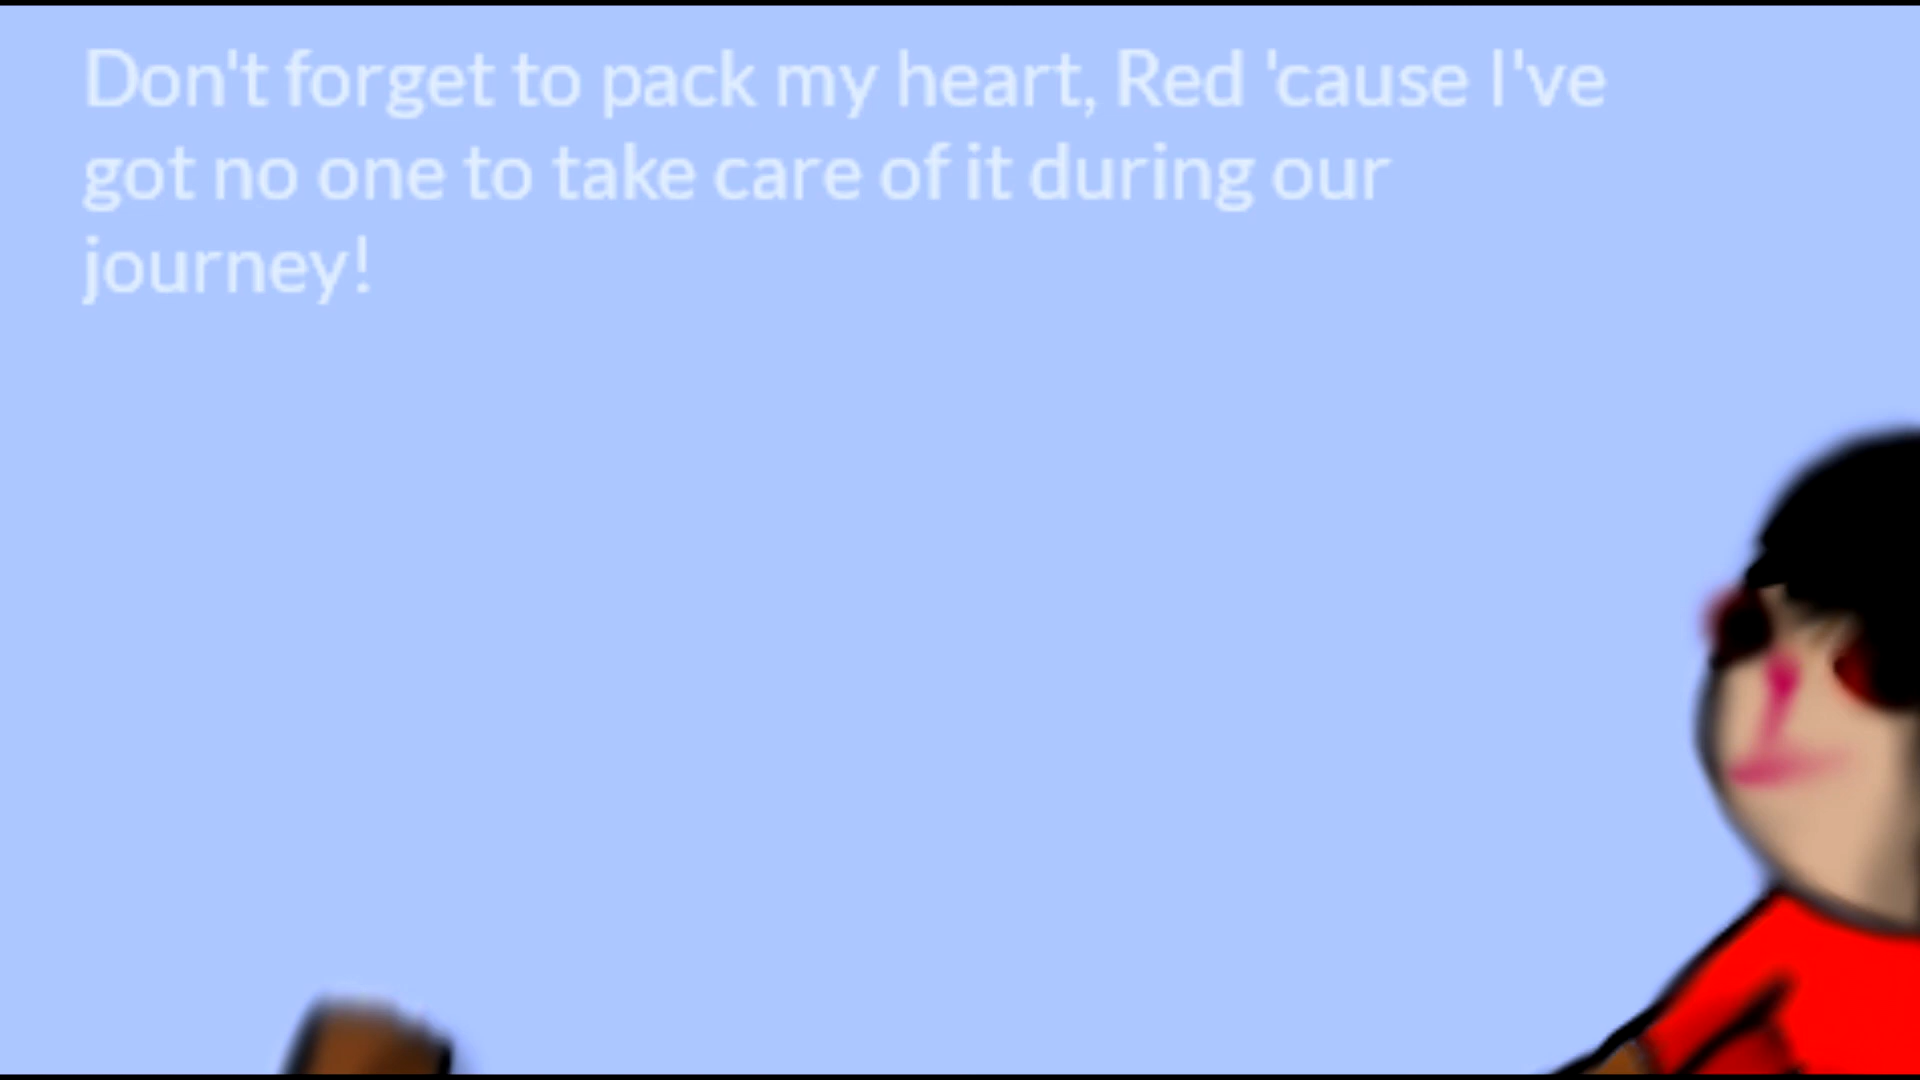 Don't forget to pack my heart, Red 'cause I've
got no one to take care of it during our
journey!